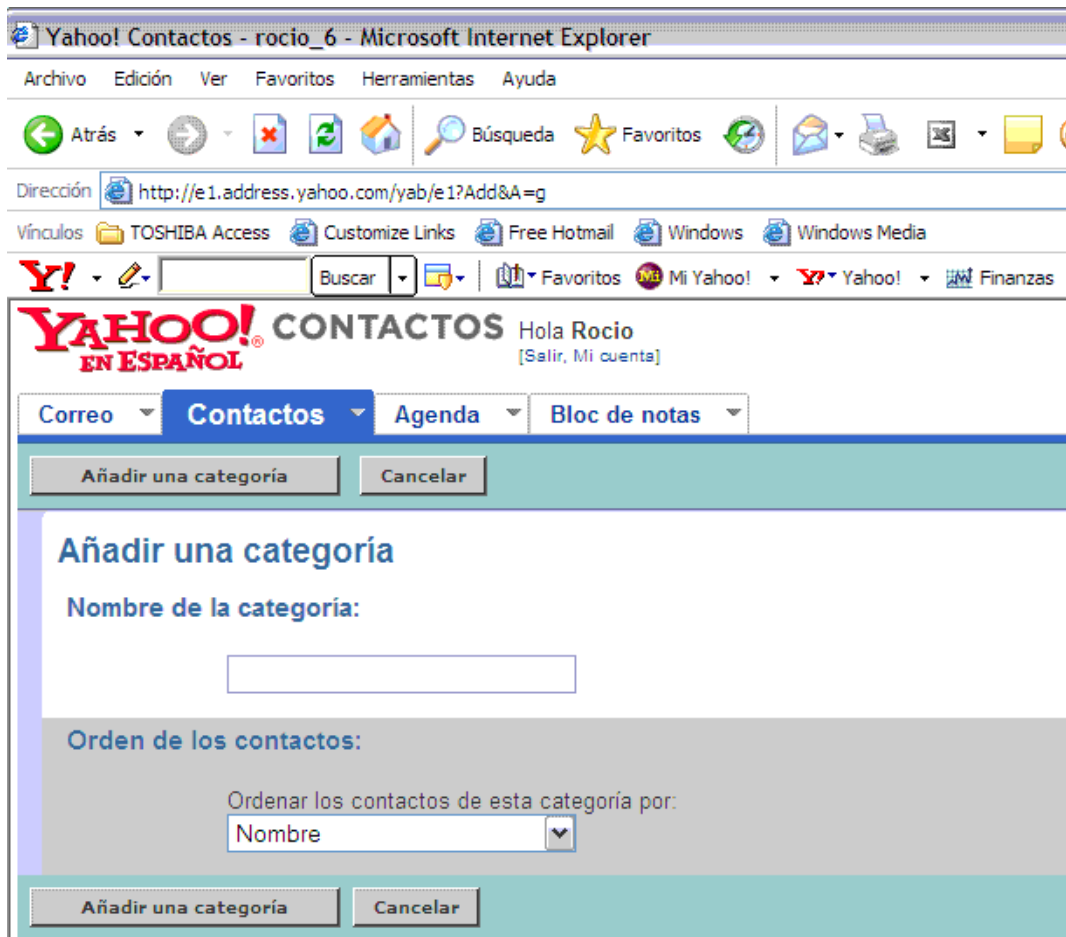 Yahoo! Contactos - rocio_6 - Microsoft Internet Explorer
Archivo Edición Ver Favoritos Herramientas Ayuda
Atrás Búsqueda Favoritos
Dirección http://e1.address.yahoo.com/yab/e1?Add&A=g
Vínculos TOSHIBA Access Customize Links Free Hotmail Windows Windows Media
Y! Buscar Favoritos Mi Yahoo! Y! Yahoo! Finanzas
YAHOO! CONTACTOS Hola Rocio
EN ESPAÑOL [Salir, Mi cuenta]
Correo Contactos Agenda Bloc de notas
Añadir una categoría Cancelar
Añadir una categoría
Nombre de la categoría:
Orden de los contactos:
Ordenar los contactos de esta categoría por:
Nombre
Añadir una categoría Cancelar